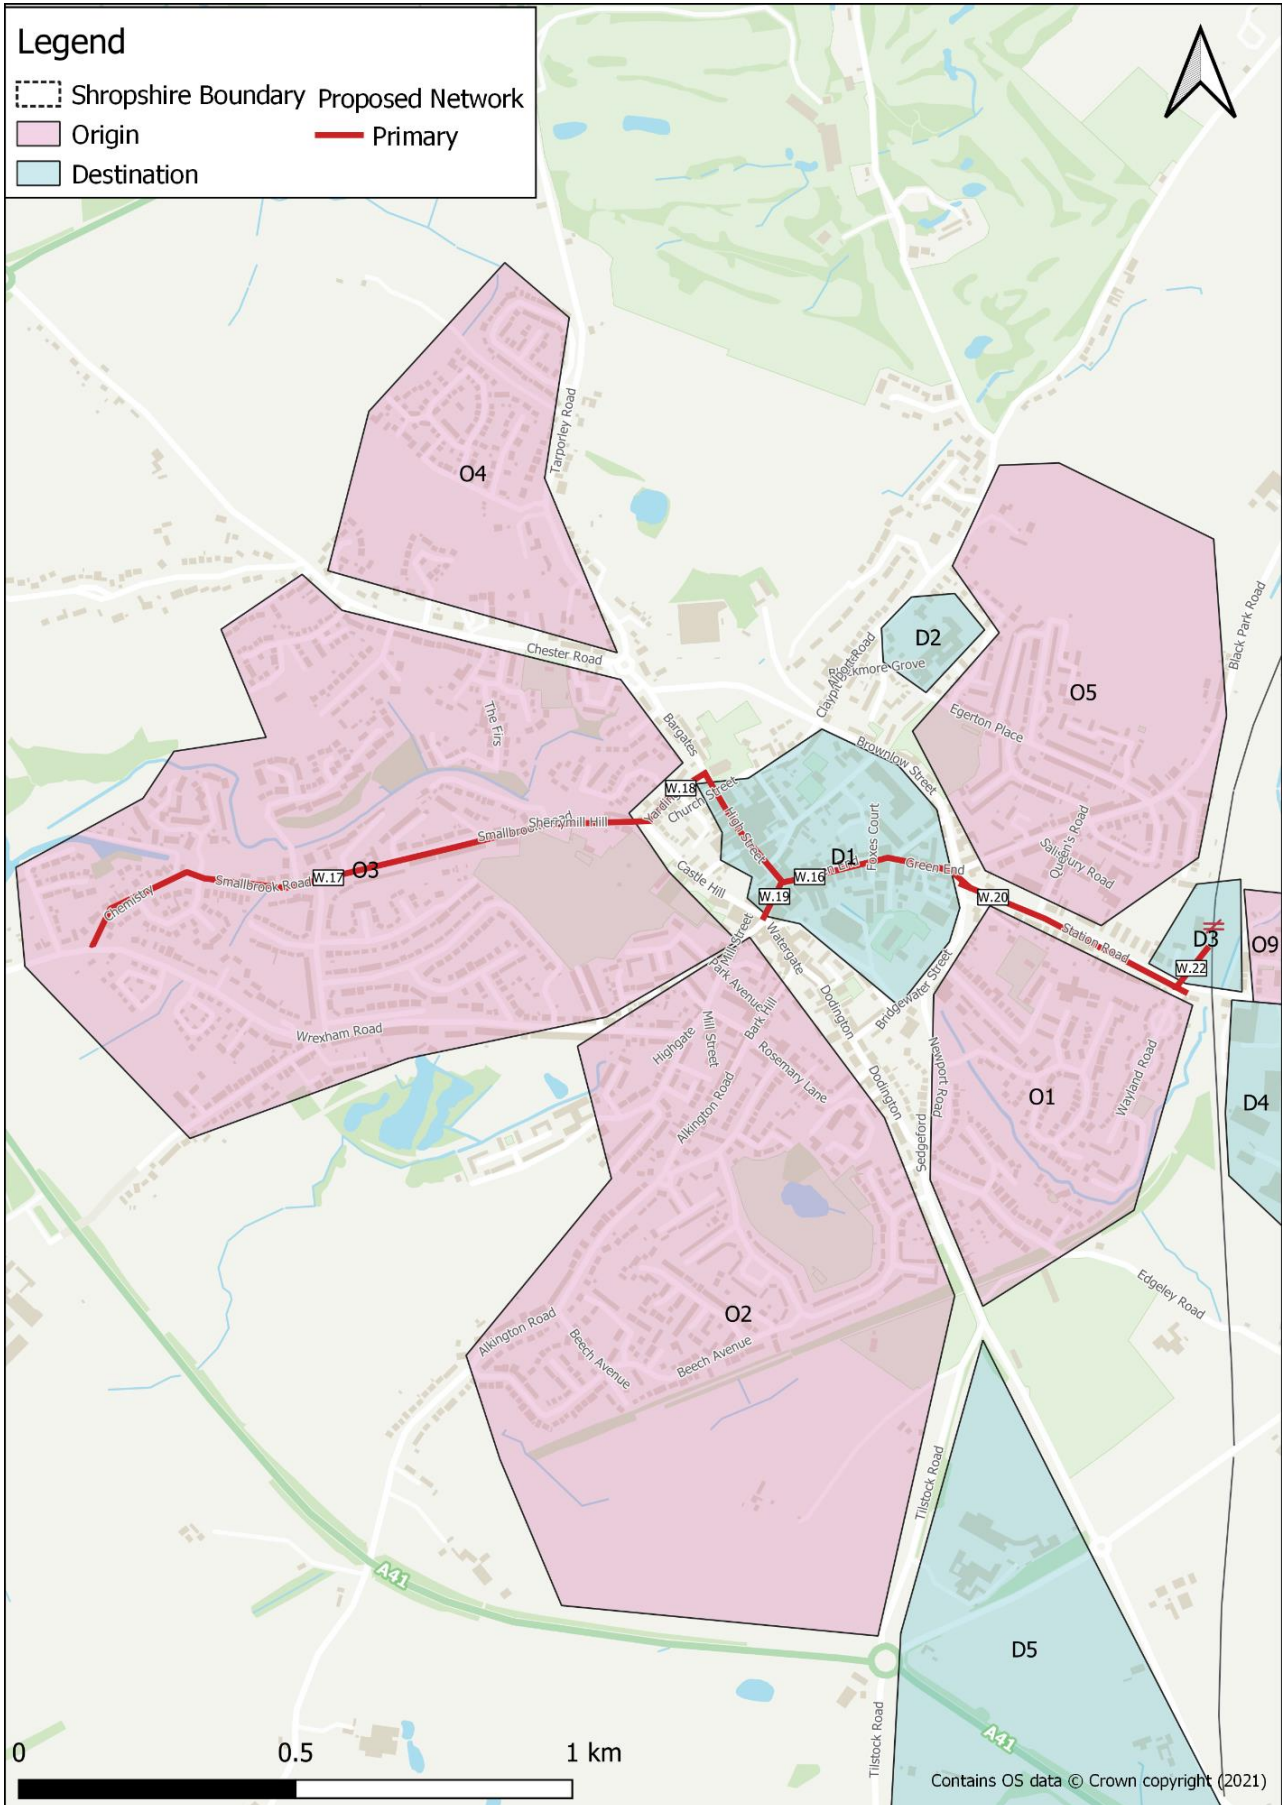 Legend
Shropshire Boundary
Origin
Destination
Proposed Network
Primary
Tarporley Road
O4
Chester Road
The Firs
Bargates
Claypit
Alport Road
Blackmore Grove
D2
Egerton Place
O5
Black Park Road
Brownlow Street
Queen's Road
Salisbury Road
W.18
Church Street
High Street
Foxes Court
D1
Green End
W.16
W.19
W.20
Station Road
D3
W.22
O9
D4
Sherrymill Hill
O3
W.17
Smallbrook Road
Chemistry
Castle Hill
Mill Street
Watergate
Park Avenue
Bark Hill
Dodington
Bridgewater Street
Wrexham Road
Highgate
Mill Street
Rosemary Lane
Alkington Road
Dodington
Sedgeford
Newport Road
O1
Wayland Road
Edgeley Road
O2
Alkington Road
Beech Avenue
Beech Avenue
Tilstock Road
A41
D5
Tilstock Road
A41
0 0.5 1 km
Contains OS data © Crown copyright (2021)